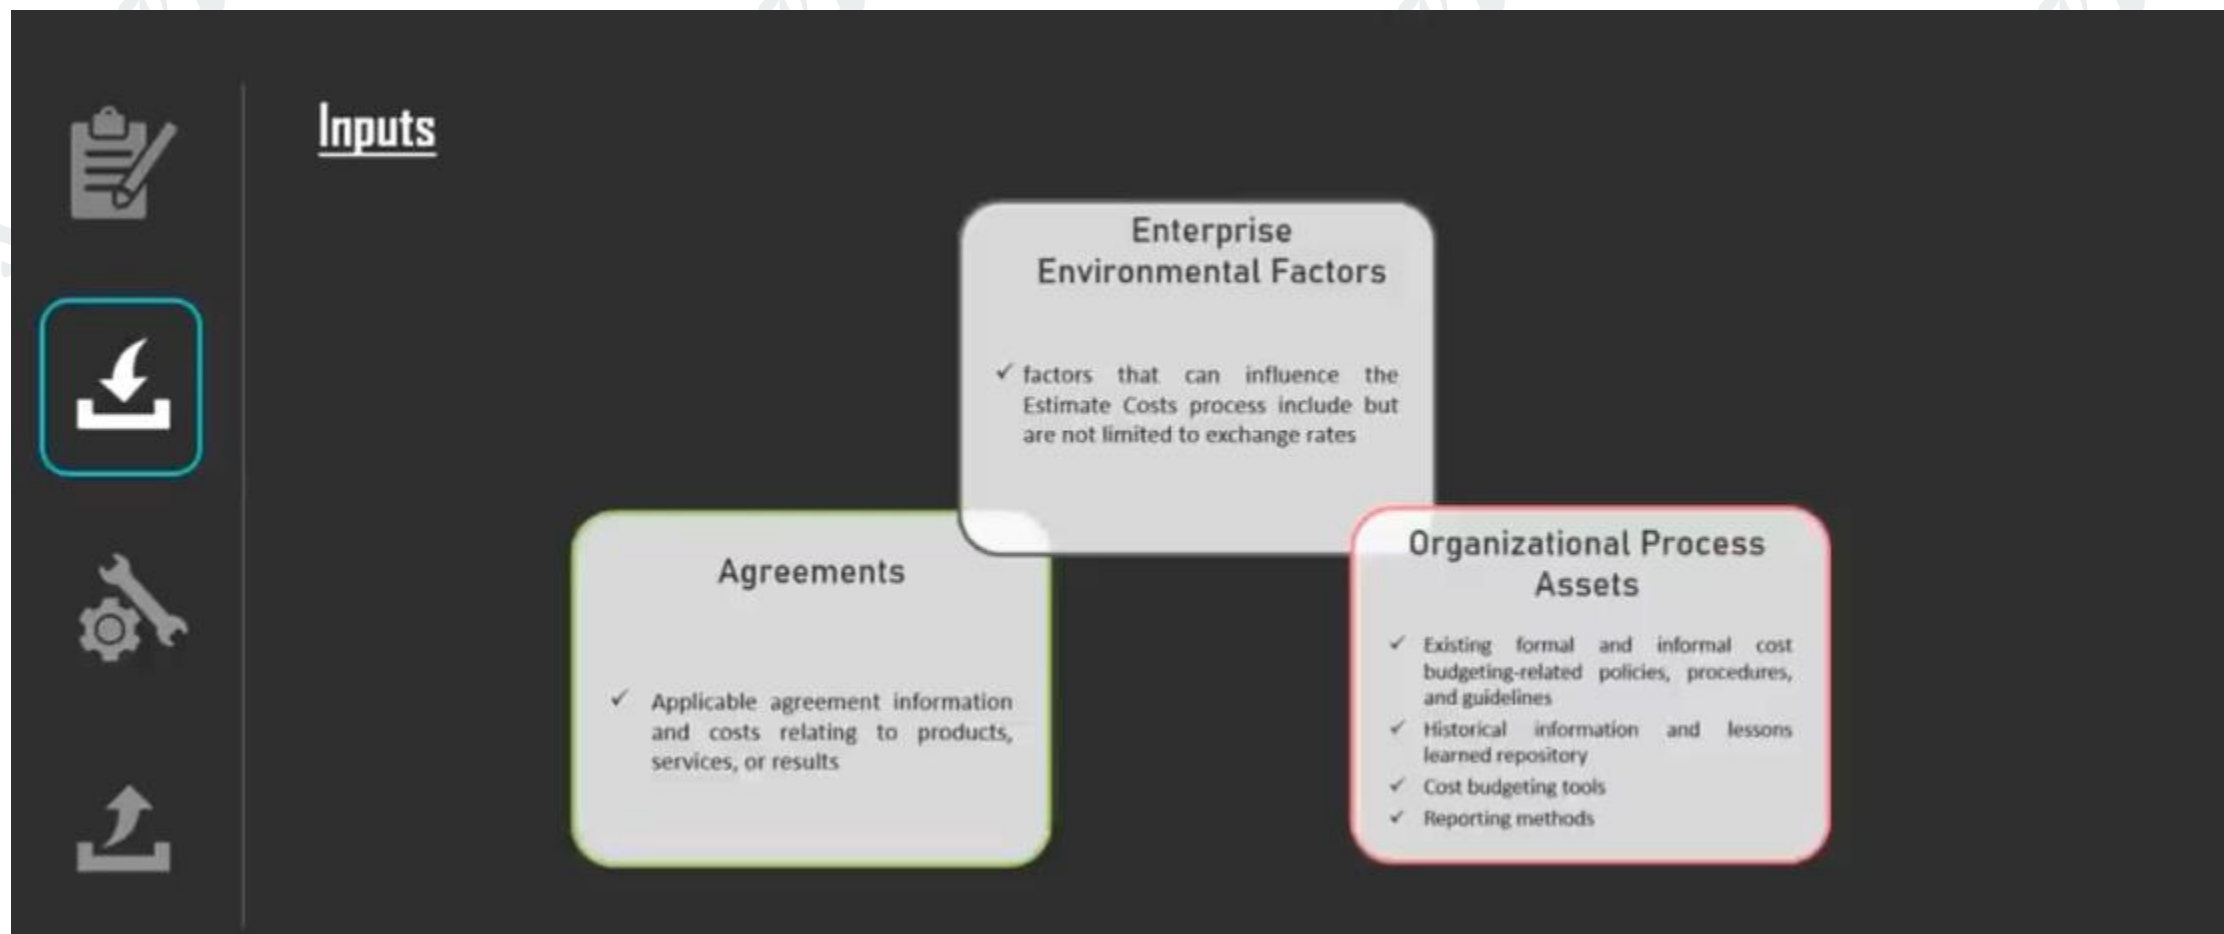 Inputs
Enterprise
Environmental Factors
✓ factors that can influence the
Estimate Costs process include but
are not limited to exchange rates
Agreements
✓ Applicable agreement information
and costs relating to products,
services, or results
Organizational Process
Assets
✓ Existing formal and informal cost
budgeting-related policies, procedures,
and guidelines
✓ Historical information and lessons
learned repository
✓ Cost budgeting tools
✓ Reporting methods